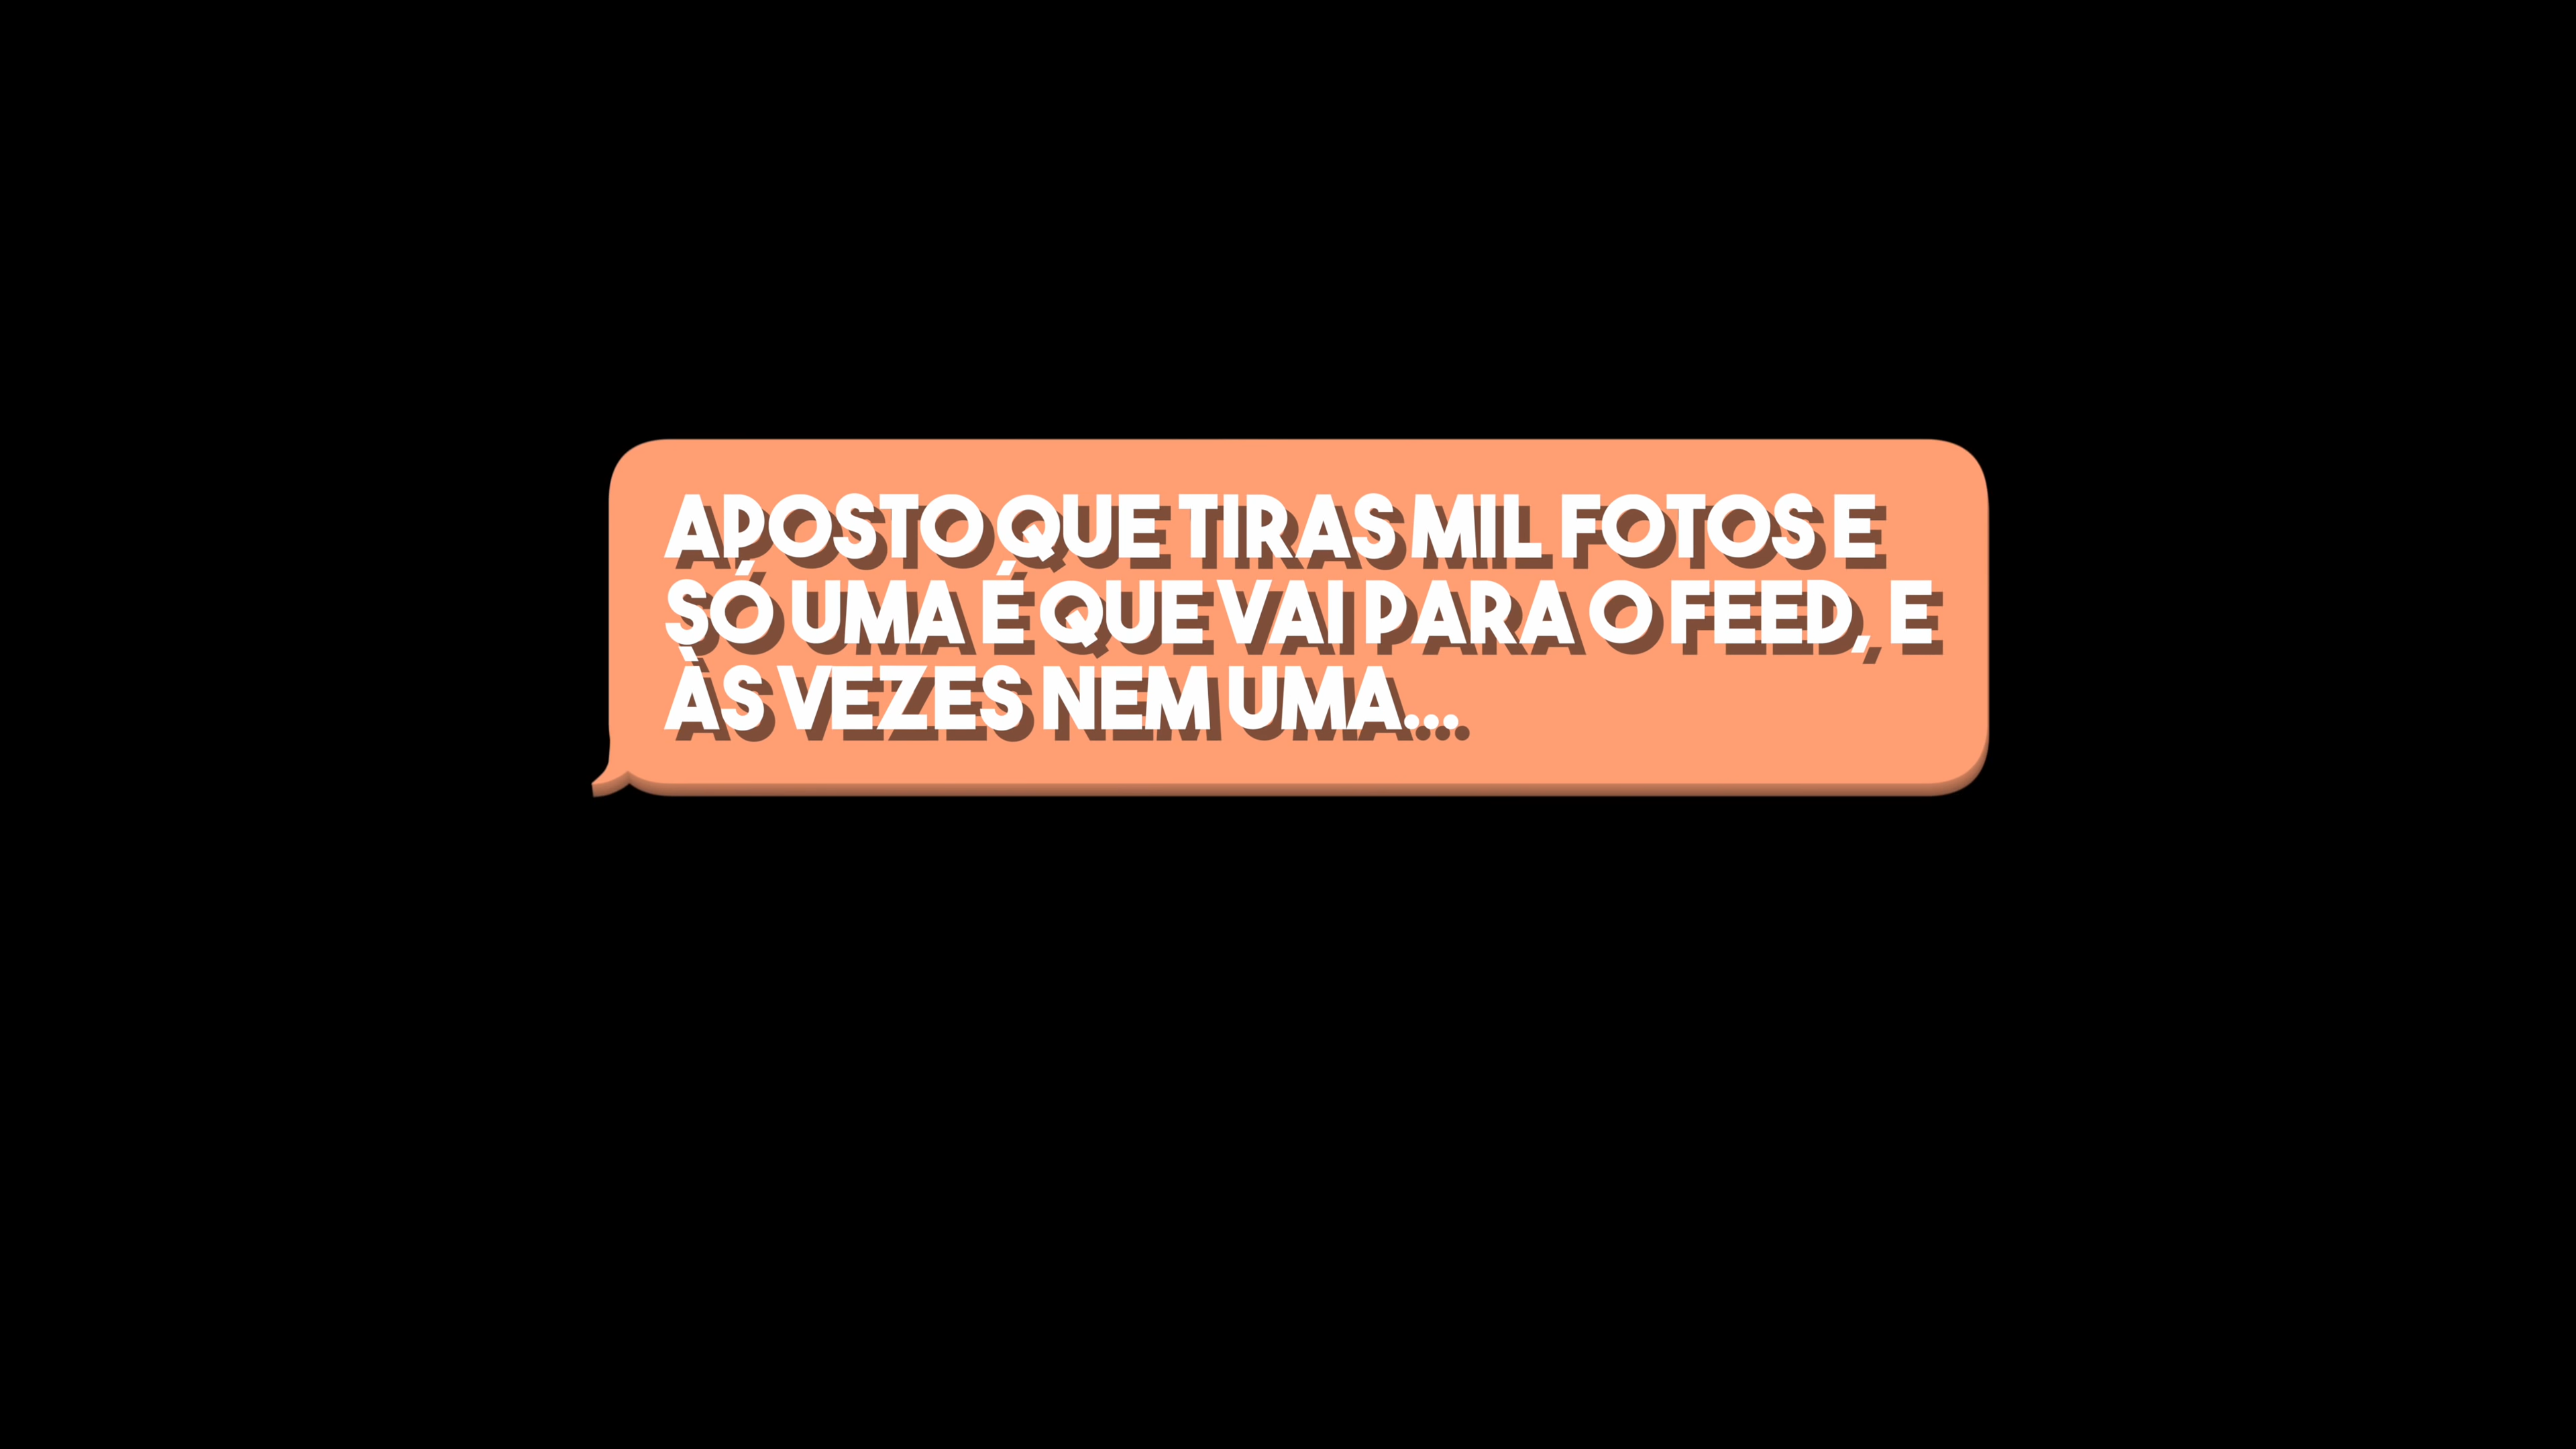 APOSTO QUE TIRAS MIL FOTOS E
SÓ UMA É QUE VAI PARA O FEED, E
ÀS VEZES NEM UMA...